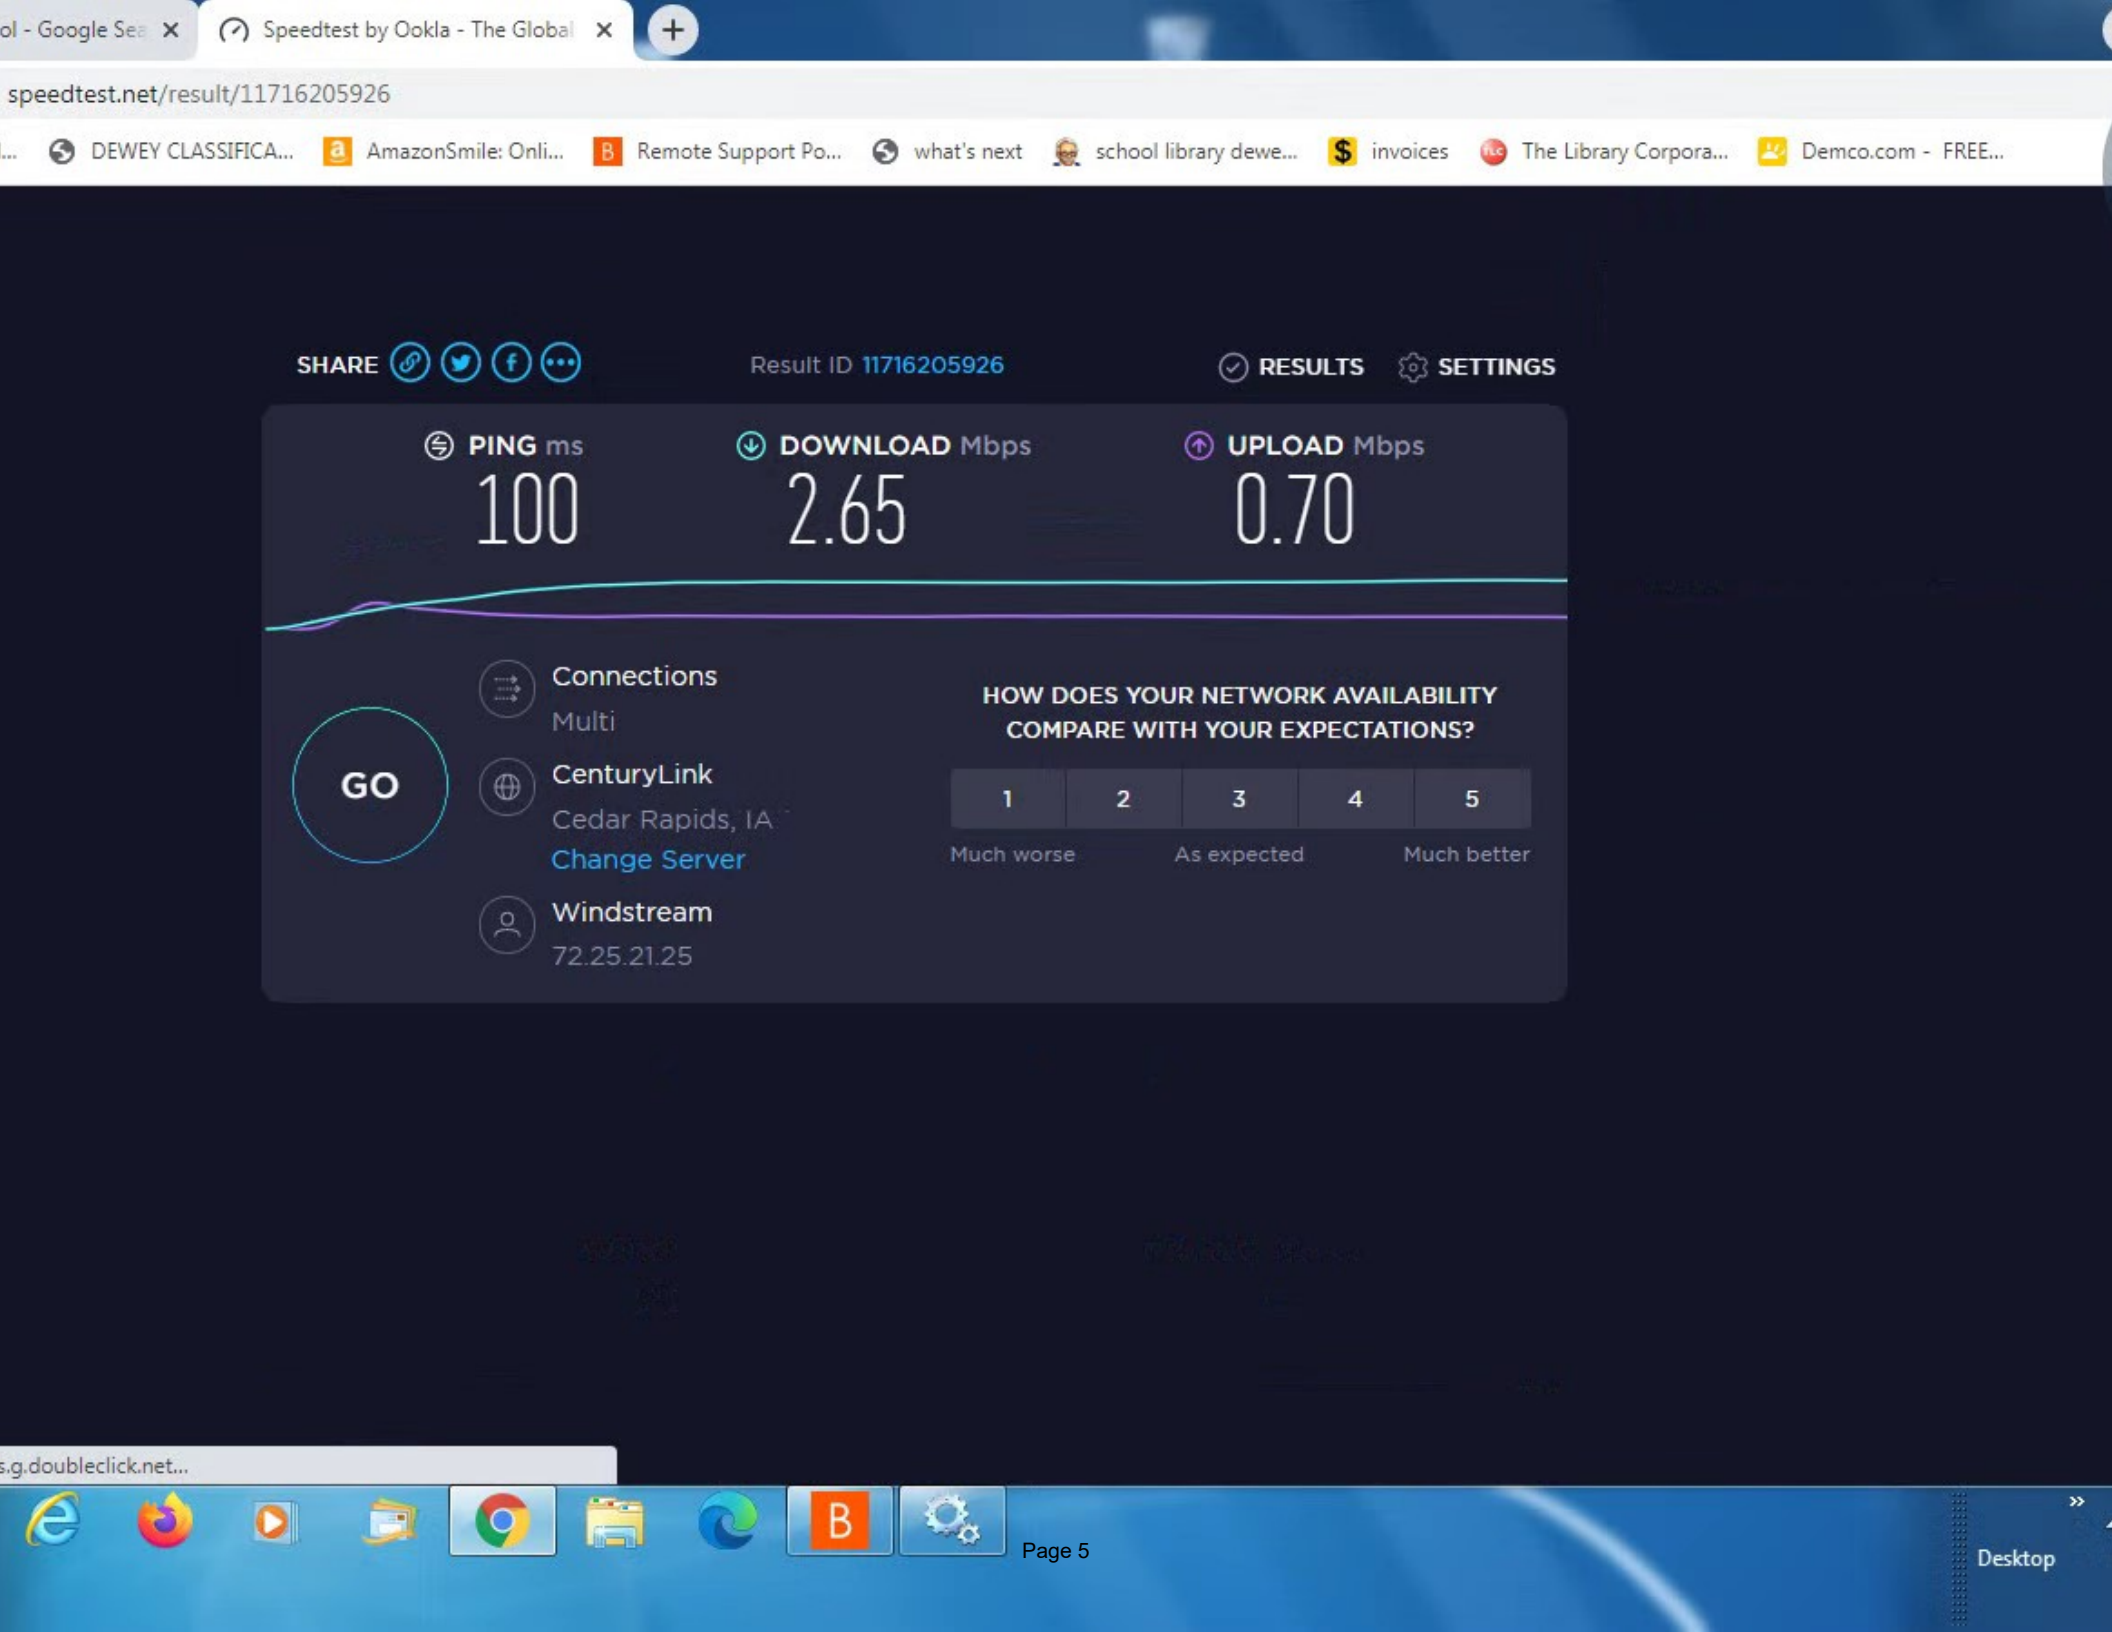 ol - Google Sea
Speedtest by Ookla - The Global
speedtest.net/result/11716205926
... DEWEY CLASSIFICA... AmazonSmile: Onli... Remote Support Po... what's next school library dewe... invoices The Library Corpora... Demco.com - FREE...
SHARE Result ID 11716205926 RESULTS SETTINGS
PING ms DOWNLOAD Mbps UPLOAD Mbps
100 2.65 0.70
GO
Connections
Multi
CenturyLink
Cedar Rapids, IA
Change Server
Windstream
72.25.21.25
HOW DOES YOUR NETWORK AVAILABILITY
COMPARE WITH YOUR EXPECTATIONS?
1 2 3 4 5
Much worse As expected Much better
s.g.doubleclick.net...
B
Page 5
»
Desktop